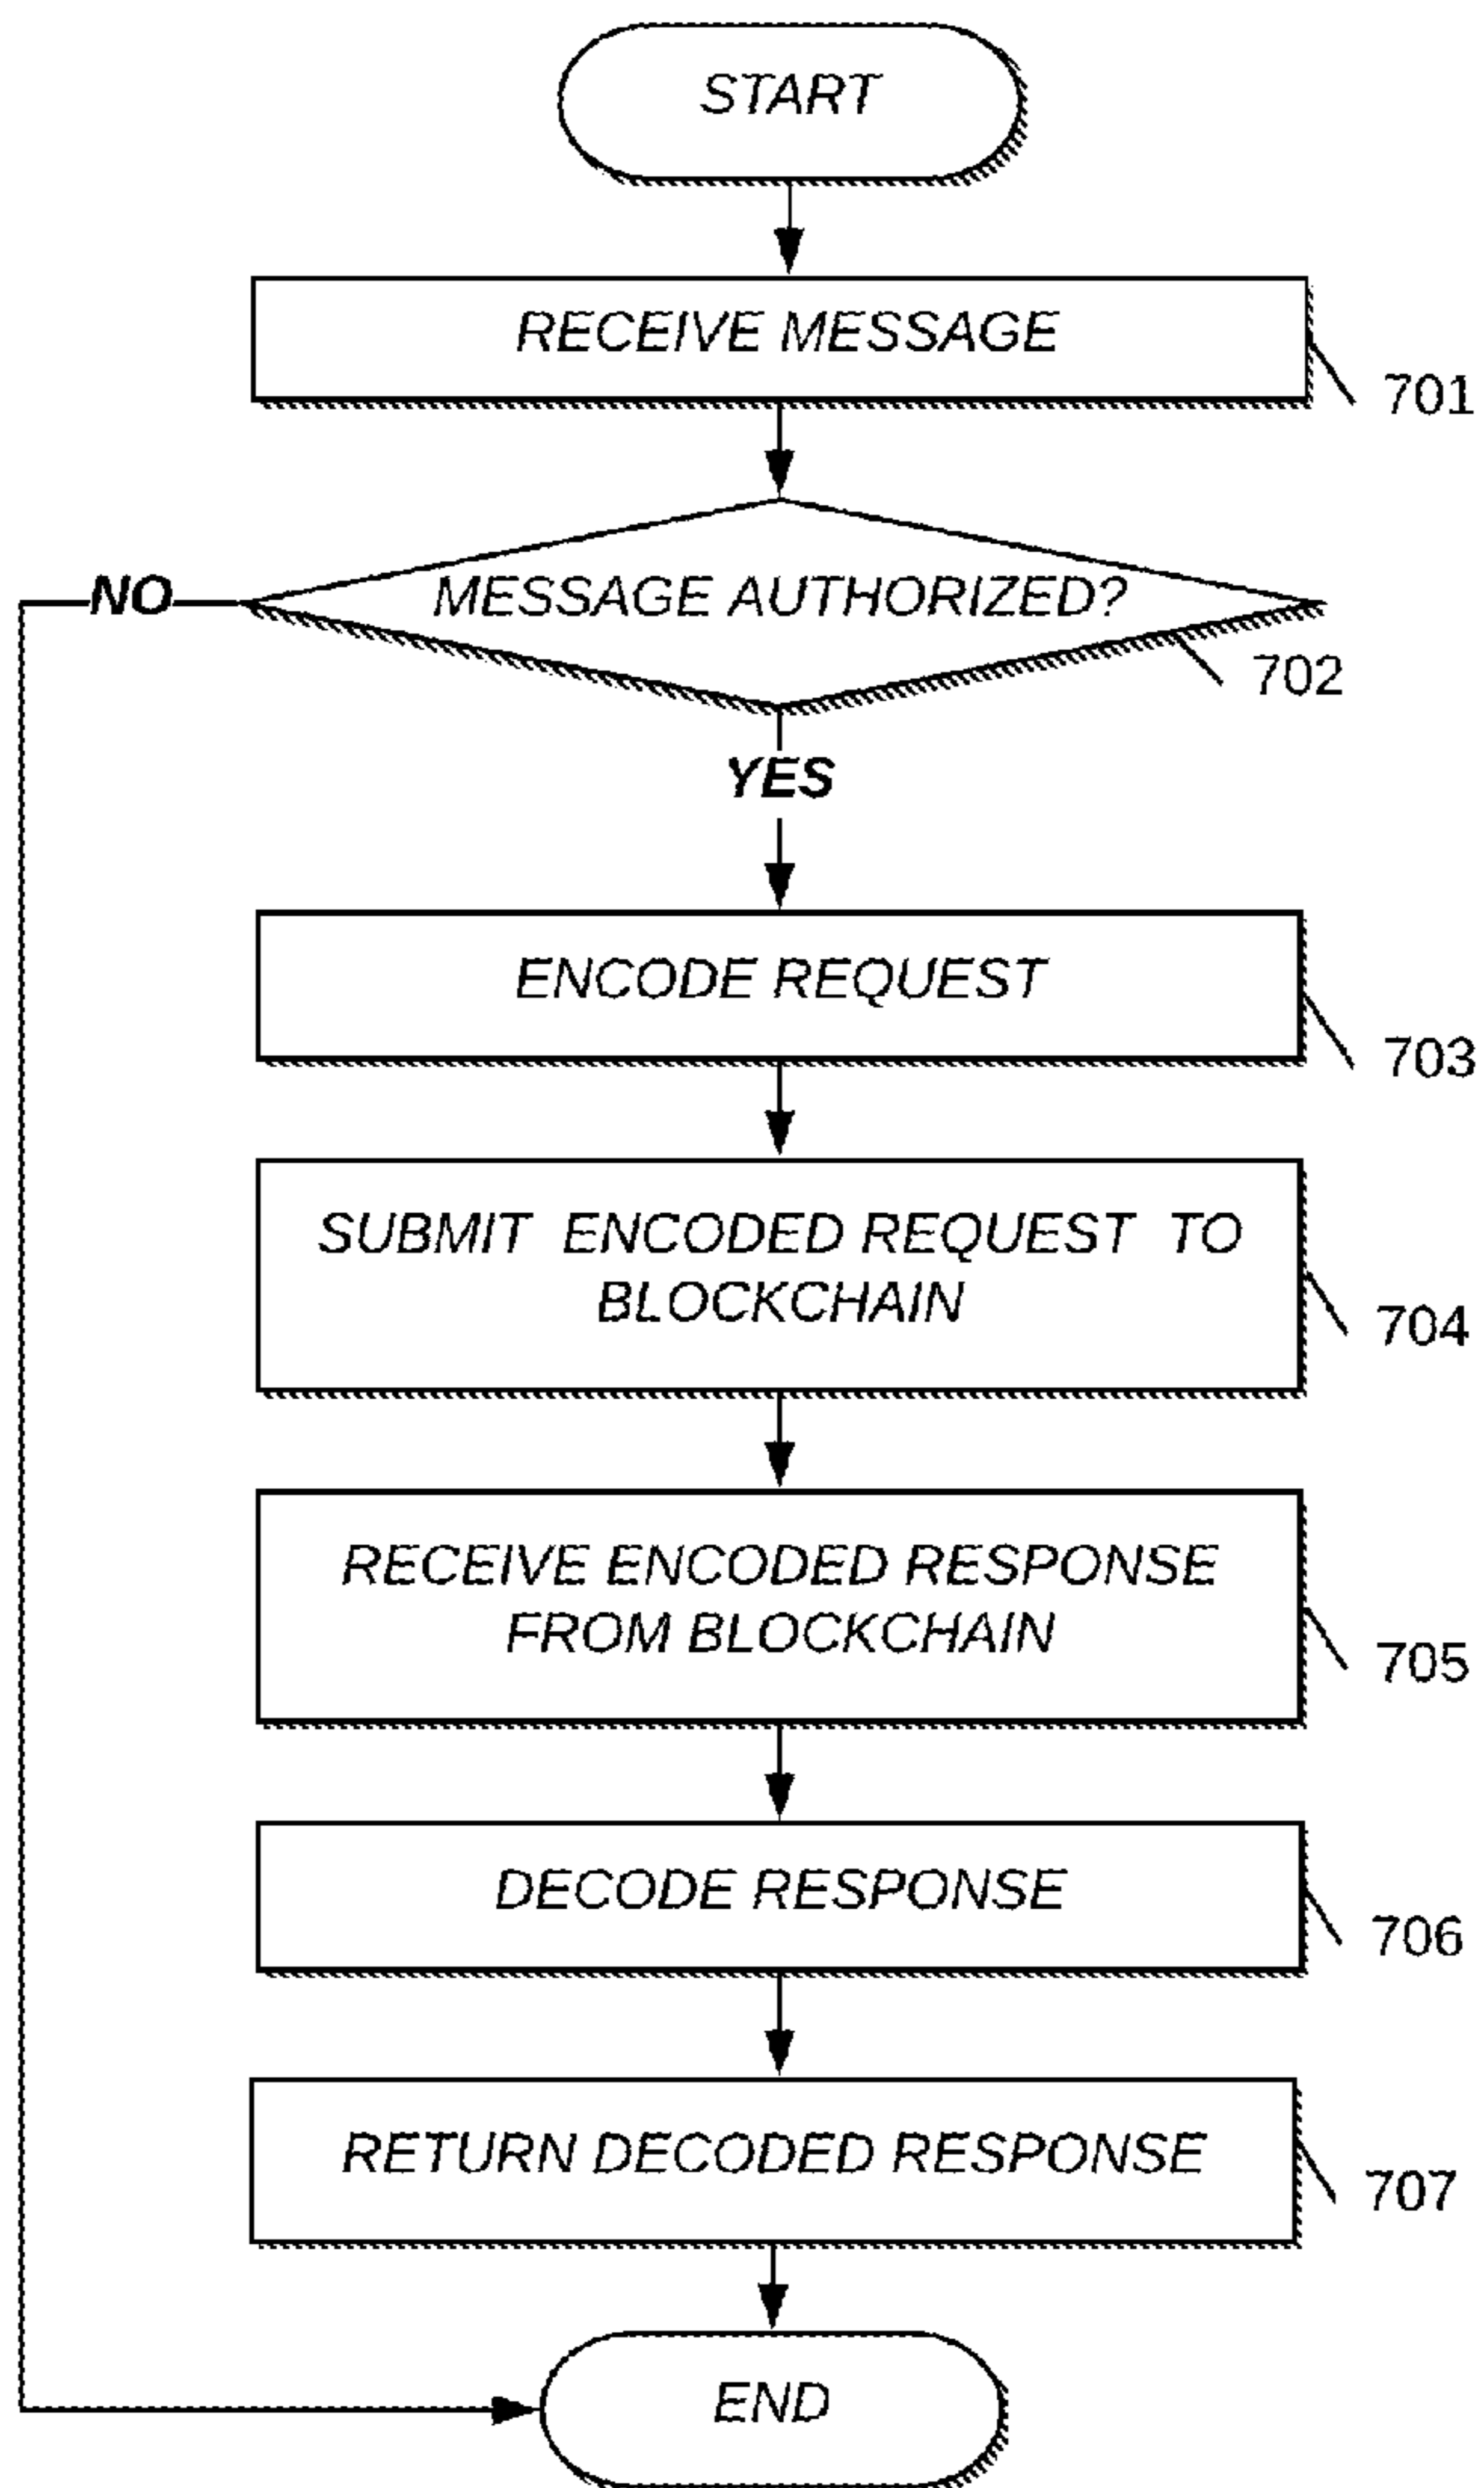 START
RECEIVE MESSAGE
701
MESSAGE AUTHORIZED?
NO
702
YES
ENCODE REQUEST
703
SUBMIT ENCODED REQUEST TO
BLOCKCHAIN
704
RECEIVE ENCODED RESPONSE
FROM BLOCKCHAIN
705
DECODE RESPONSE
706
RETURN DECODED RESPONSE
707
END